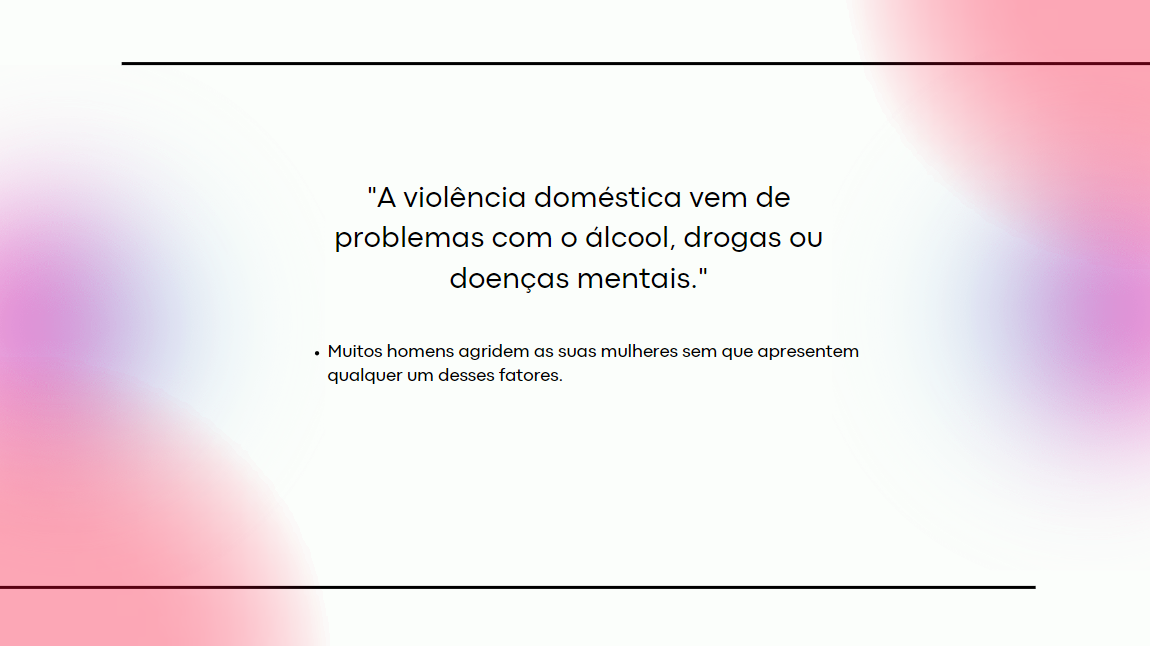 "A violência doméstica vem de
problemas com o álcool, drogas ou
doenças mentais."
• Muitos homens agridem as suas mulheres sem que apresentem
qualquer um desses fatores.